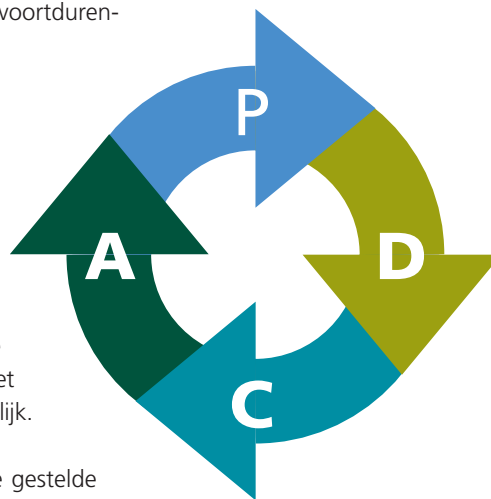 voortduren-
P
A D
et
lijk.
C
gestelde